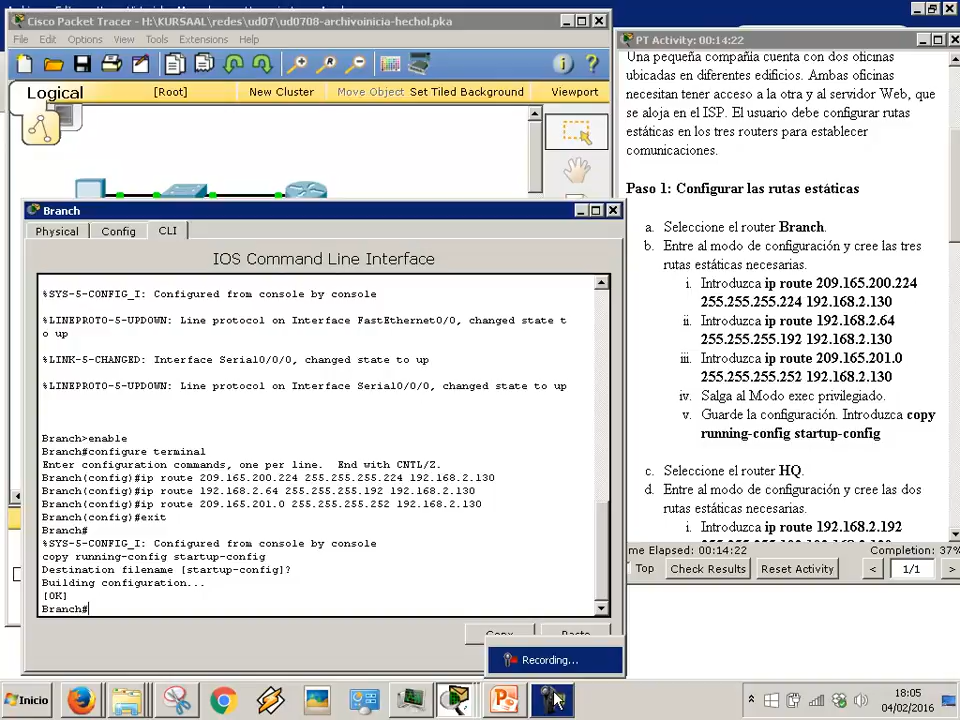 Cisco Packet Tracer - H:\KURSAAL\redes\ud07\ud0708-archivoinicia-hechol.pka
File Edit Options View Tools Extensions Help
Logical
[Root]
New Cluster
Move Object
Set Tiled Background
Viewport
Branch
Physical
Config
CLI
IOS Command Line Interface
%SYS-5-CONFIG_I: Configured from console by console
%LINEPROTO-5-UPDOWN: Line protocol on Interface FastEthernet0/0, changed state t
o up
%LINK-5-CHANGED: Interface Serial0/0/0, changed state to up
%LINEPROTO-5-UPDOWN: Line protocol on Interface Serial0/0/0, changed state to up
Branch>enable
Branch#configure terminal
Enter configuration commands, one per line.  End with CNTL/Z.
Branch(config)#ip route 209.165.200.224 255.255.255.224 192.168.2.130
Branch(config)#ip route 192.168.2.64 255.255.255.192 192.168.2.130
Branch(config)#ip route 209.165.201.0 255.255.255.252 192.168.2.130
Branch(config)#exit
Branch#
%SYS-5-CONFIG_I: Configured from console by console
copy running-config startup-config
Destination filename [startup-config]?
Building configuration...
[OK]
Branch#
Recording...
PT Activity: 00:14:22
Una pequeña compañía cuenta con dos oficinas
ubicadas en diferentes edificios. Ambas oficinas
necesitan tener acceso a la otra y al servidor Web, que
se aloja en el ISP. El usuario debe configurar rutas
estáticas en los tres routers para establecer
comunicaciones.
Paso 1: Configurar las rutas estáticas
a. Seleccione el router Branch.
b. Entre al modo de configuración y cree las tres
rutas estáticas necesarias.
i. Introduzca ip route 209.165.200.224
255.255.255.224 192.168.2.130
ii. Introduzca ip route 192.168.2.64
255.255.255.192 192.168.2.130
iii. Introduzca ip route 209.165.201.0
255.255.255.252 192.168.2.130
iv. Salga al Modo exec privilegiado.
v. Guarde la configuración. Introduzca copy
running-config startup-config
c. Seleccione el router HQ.
d. Entre al modo de configuración y cree las dos
rutas estáticas necesarias.
i. Introduzca ip route 192.168.2.192
me Elapsed: 00:14:22
Completion: 37%
Top
Check Results
Reset Activity
<
1/1
>
Inicio
18:05
04/02/2016